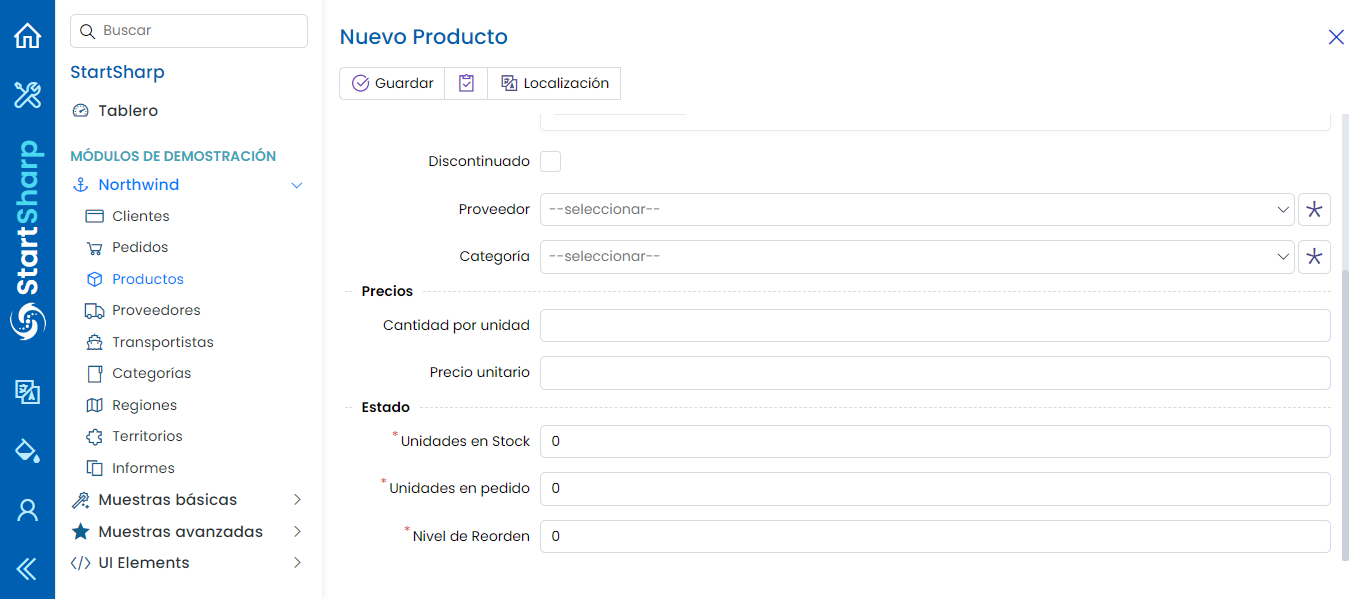 StartSharp
Buscar
StartSharp
Tablero
MÓDULOS DE DEMOSTRACIÓN
Northwind
Clientes
Pedidos
Productos
Proveedores
Transportistas
Categorías
Regiones
Territorios
Informes
Muestras básicas
Muestras avanzadas
UI Elements
Nuevo Producto
Guardar
Localización
Discontinuado
Proveedor --seleccionar--
Categoría --seleccionar--
Precios
Cantidad por unidad
Precio unitario
Estado
*Unidades en Stock 0
*Unidades en pedido 0
*Nivel de Reorden 0